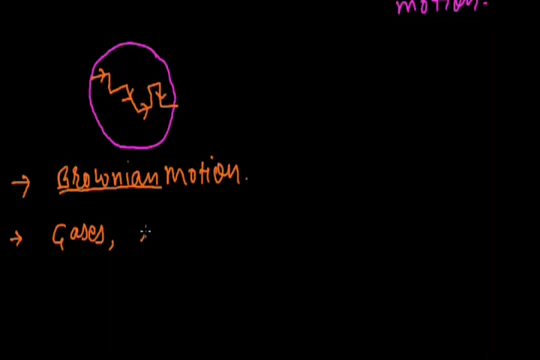 motion.
→ Brownian Motion.
→ Gases,